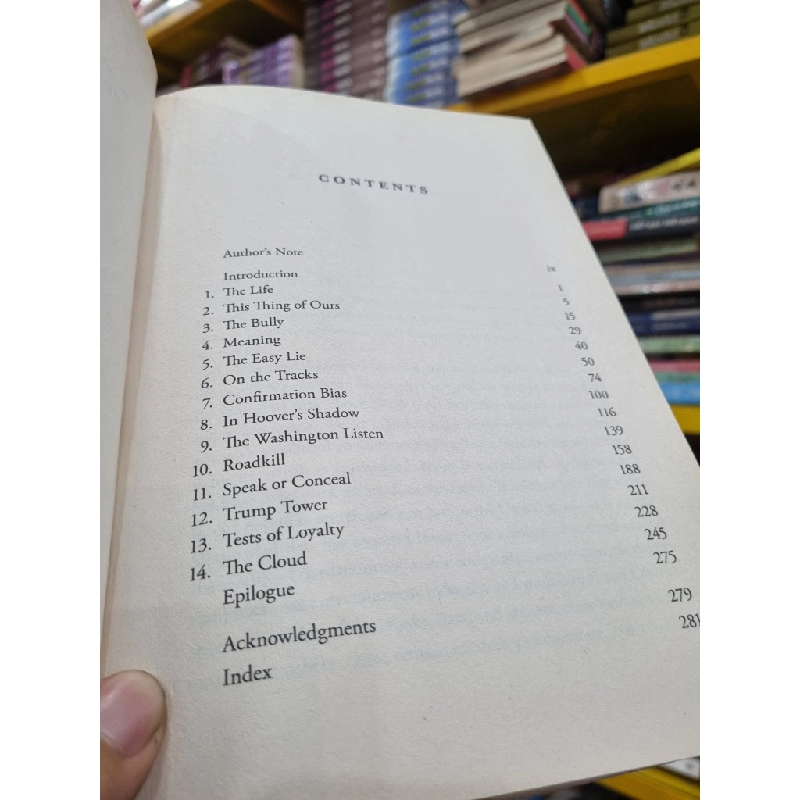 CONTENTS
Author's Note ix
Introduction 1
1. The Life 5
2. This Thing of Ours 15
3. The Bully 29
4. Meaning 40
5. The Easy Lie 50
6. On the Tracks 74
7. Confirmation Bias 100
8. In Hoover's Shadow 116
9. The Washington Listen 139
10. Roadkill 158
11. Speak or Conceal 188
12. Trump Tower 211
13. Tests of Loyalty 228
14. The Cloud 245
Epilogue 275
Acknowledgments 279
Index 281